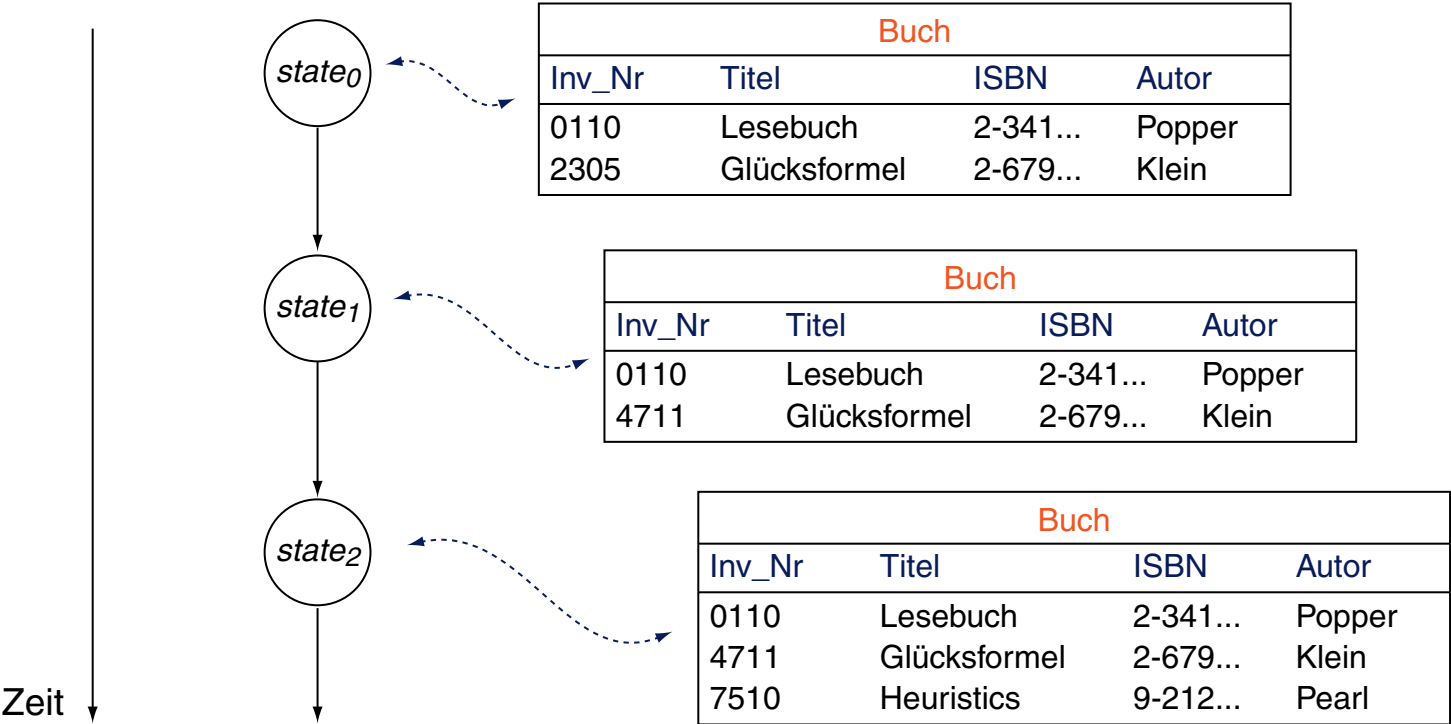 Buch
state0
Inv_Nr Titel ISBN Autor
0110 Lesebuch 2-341... Popper
2305 Glücksformel 2-679... Klein
Buch
state1
Inv_Nr Titel ISBN Autor
0110 Lesebuch 2-341... Popper
4711 Glücksformel 2-679... Klein
Buch
state2
Inv_Nr Titel ISBN Autor
0110 Lesebuch 2-341... Popper
4711 Glücksformel 2-679... Klein
7510 Heuristics 9-212... Pearl
Zeit